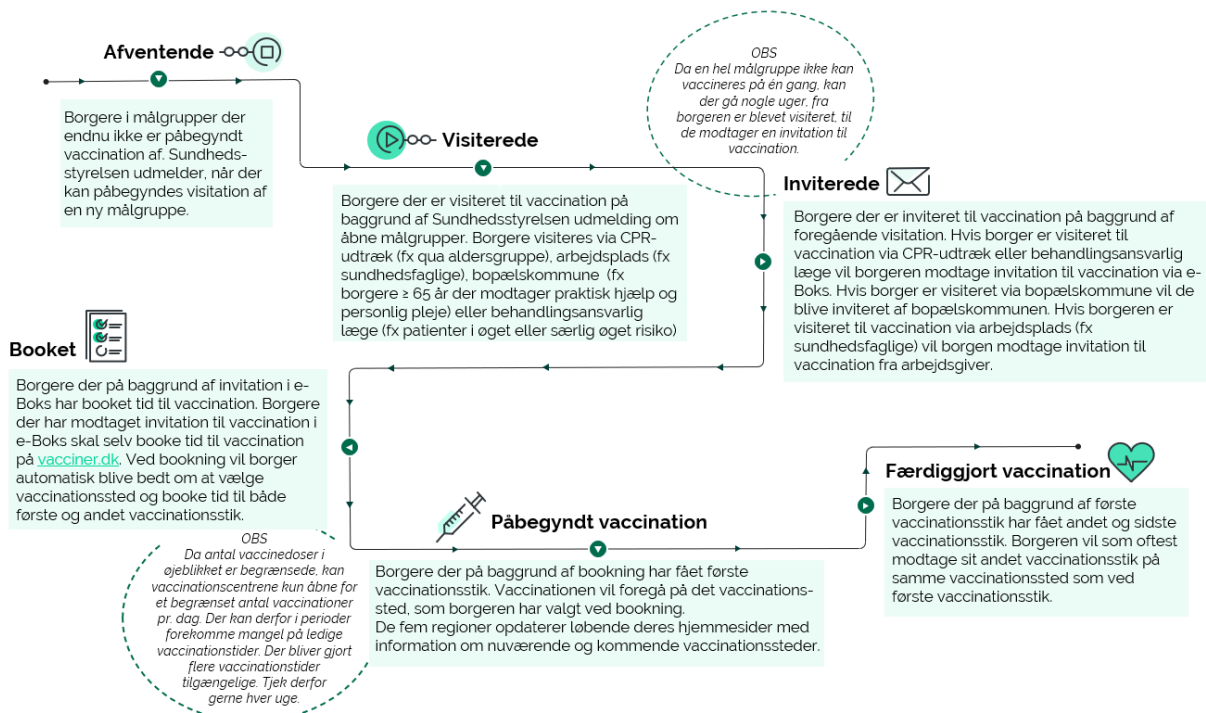 Afventende
Borgere i målgrupper der
endnu ikke er påbegyndt
vaccination af. Sundheds-
styrelsen udmelder, når der
kan påbegyndes visitation af
en ny målgruppe.
Visiterede
Borgere der er visiteret til vaccination på
baggrund af Sundhedsstyrelsen udmelding om
åbne målgrupper. Borgere visiteres via CPR-
udtræk (fx qua aldersgruppe), arbejdsplads (fx
sundhedsfaglige), bopælskommune (fx
borgere ≥ 65 år der modtager praktisk hjælp og
personlig pleje) eller behandlingsansvarlig
læge (fx patienter i øget eller særlig øget risiko)
OBS
Da en hel målgruppe ikke kan
vaccineres på én gang, kan
der gå nogle uger, fra
borgeren er blevet visiteret, til
de modtager en invitation til
vaccination.
Inviterede
Borgere der er inviteret til vaccination på baggrund af
foregående visitation. Hvis borger er visiteret til
vaccination via CPR-udtræk eller behandlingsansvarlig
læge vil borgeren modtage invitation til vaccination via e-
Boks. Hvis borger er visiteret via bopælskommune vil de
blive inviteret af bopælskommunen. Hvis borgeren er
visiteret til vaccination via arbejdsplads (fx
sundhedsfaglige) vil borgen modtage invitation til
vaccination fra arbejdsgiver.
Booket
Borgere der på baggrund af invitation i e-
Boks har booket tid til vaccination. Borgere
der har modtaget invitation til vaccination i
e-Boks skal selv booke tid til vaccination
på vacciner.dk. Ved bookning vil borger
automatisk blive bedt om at vælge
vaccinationssted og booke tid til både
første og andet vaccinationsstik.
OBS
Da antal vaccinedoser i
øjeblikket er begrænsede, kan
vaccinationscentrene kun åbne for
et begrænset antal vaccinationer
pr. dag. Der kan derfor i perioder
forekomme mangel på ledige
vaccinationstider. Der bliver gjort
flere vaccinationstider
tilgængelige. Tjek derfor
gerne hver uge.
Påbegyndt vaccination
Borgere der på baggrund af bookning har fået første
vaccinationsstik. Vaccinationen vil foregå på det vaccinations-
sted, som borgeren har valgt ved bookning.
De fem regioner opdaterer løbende deres hjemmesider med
information om nuværende og kommende vaccinationssteder.
Færdiggjort vaccination
Borgere der på baggrund af første
vaccinationsstik har fået andet og sidste
vaccinationsstik. Borgeren vil som oftest
modtage sit andet vaccinationsstik på
samme vaccinationssted som ved
første vaccinationsstik.